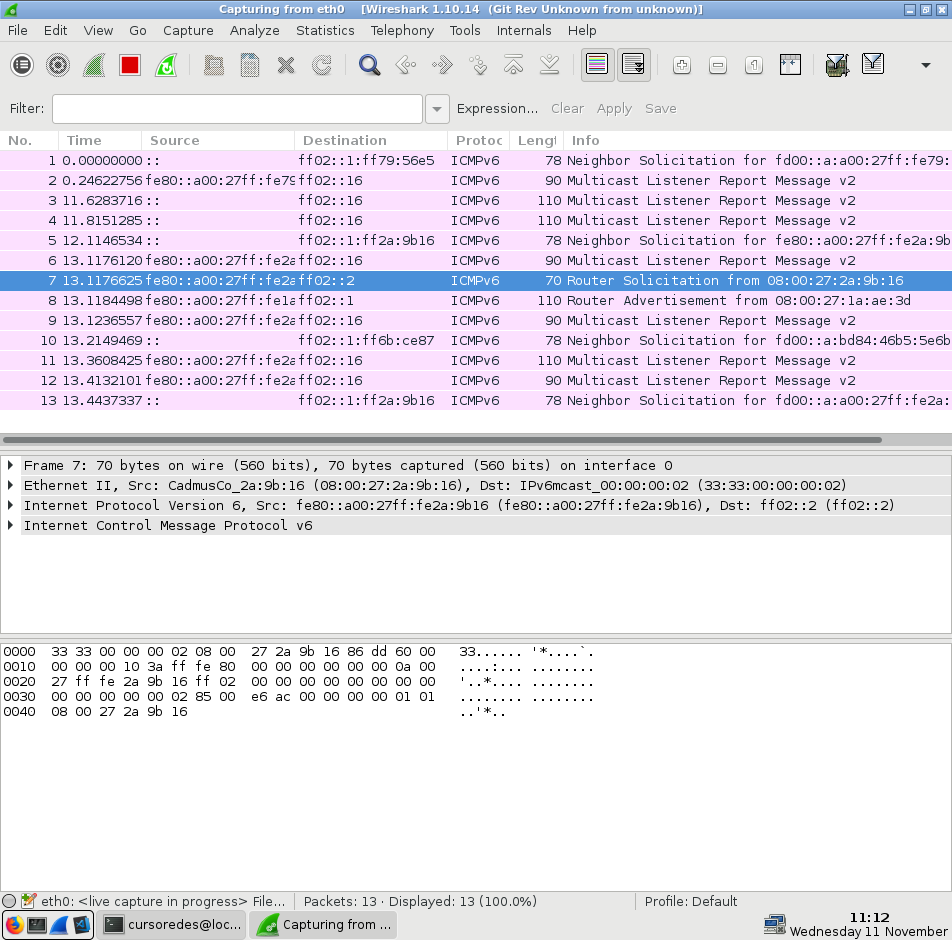 Capturing from eth0 [Wireshark 1.10.14 (Git Rev Unknown from unknown)]
File Edit View Go Capture Analyze Statistics Telephony Tools Internals Help
Filter: Expression... Clear Apply Save
No. Time Source Destination Protoc Lengt Info
1 0.00000000 :: ff02::1:ff79:56e5 ICMPv6 78 Neighbor Solicitation for fd00::a:a00:27ff:fe79:
2 0.24622756 fe80::a00:27ff:fe79 ff02::16 ICMPv6 90 Multicast Listener Report Message v2
3 11.6283716 :: ff02::16 ICMPv6 110 Multicast Listener Report Message v2
4 11.8151285 :: ff02::16 ICMPv6 110 Multicast Listener Report Message v2
5 12.1146534 :: ff02::1:ff2a:9b16 ICMPv6 78 Neighbor Solicitation for fe80::a00:27ff:fe2a:9b
6 13.1176120 fe80::a00:27ff:fe2a ff02::16 ICMPv6 90 Multicast Listener Report Message v2
7 13.1176625 fe80::a00:27ff:fe2a ff02::2 ICMPv6 70 Router Solicitation from 08:00:27:2a:9b:16
8 13.1184498 fe80::a00:27ff:fe1a ff02::1 ICMPv6 110 Router Advertisement from 08:00:27:1a:ae:3d
9 13.1236557 fe80::a00:27ff:fe2a ff02::16 ICMPv6 90 Multicast Listener Report Message v2
10 13.2149469 :: ff02::1:ff6b:ce87 ICMPv6 78 Neighbor Solicitation for fd00::a:bd84:46b5:5e6b
11 13.3608425 fe80::a00:27ff:fe2a ff02::16 ICMPv6 110 Multicast Listener Report Message v2
12 13.4132101 fe80::a00:27ff:fe2a ff02::16 ICMPv6 90 Multicast Listener Report Message v2
13 13.4437337 :: ff02::1:ff2a:9b16 ICMPv6 78 Neighbor Solicitation for fd00::a:a00:27ff:fe2a:
Frame 7: 70 bytes on wire (560 bits), 70 bytes captured (560 bits) on interface 0
Ethernet II, Src: CadmusCo_2a:9b:16 (08:00:27:2a:9b:16), Dst: IPv6mcast_00:00:00:02 (33:33:00:00:00:02)
Internet Protocol Version 6, Src: fe80::a00:27ff:fe2a:9b16 (fe80::a00:27ff:fe2a:9b16), Dst: ff02::2 (ff02::2)
Internet Control Message Protocol v6
0000 33 33 00 00 00 02 08 00 27 2a 9b 16 86 dd 60 00 33...... '*....`.
0010 00 00 00 10 3a ff fe 80 00 00 00 00 00 00 0a 00 ....:... ........
0020 27 ff fe 2a 9b 16 ff 02 00 00 00 00 00 00 00 00 '..*.... ........
0030 00 00 00 00 00 02 85 00 e6 ac 00 00 00 00 01 01 ........ ........
0040 08 00 27 2a 9b 16 ..'*..
eth0: <live capture in progress> File... Packets: 13 · Displayed: 13 (100.0%) Profile: Default
cursoredes@loc... Capturing from ... 11:12
Wednesday 11 November